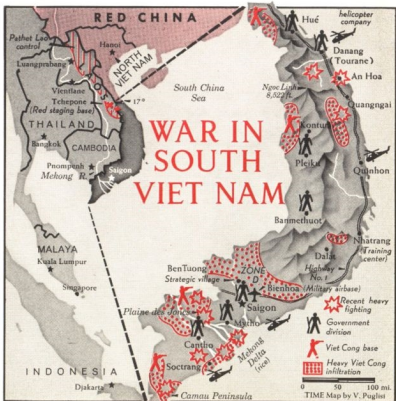 RED CHINA
Pathet Lao
control
Hanoi
Luangprabang
NORTH
VIET NAM
Vientiane
Tchepone
(Red staging base)
17°
THAILAND
Bangkok
CAMBODIA
Pnompenh
Mekong R.
Saigon
South China
Sea
WAR IN
SOUTH
VIET NAM
MALAYA
Kuala Lumpur
Singapore
INDONESIA
Djakarta
Hué
helicopter
company
Danang
(Tourane)
An Hoa
Ngoc Linh
8,522 ft.
Quangngai
Kontum
Pleiku
Quinhon
Banmethuot
Nhatrang
(Training
center)
Dalat
Highway
No. 1
BenTuong
Strategic village
ZONE
"D"
Bienhoa (Military airbase)
Saigon
Plaine des Joncs
Mytho
Cantho
Mekong
Delta
(rice)
Soctrang
Camau Peninsula
Recent heavy
fighting
Government
division
Viet Cong base
Heavy Viet Cong
infiltration
0 50 100 mi.
TIME Map by V. Puglisi